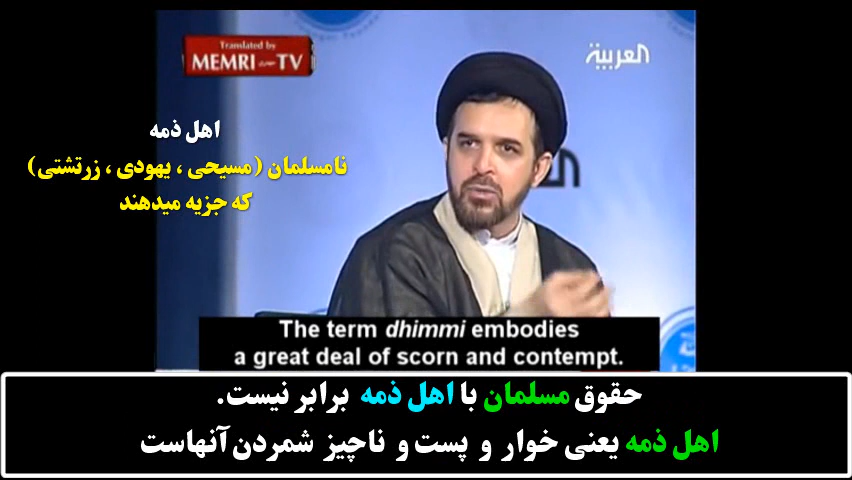 Translated by
MEMRI TV
العربية
اهل ذمه
نامسلمان (مسیحی ، یهودی ، زرتشتی)
که جزیه میدهند
The term dhimmi embodies
a great deal of scorn and contempt.
حقوق مسلمان با اهل ذمه برابر نیست.
اهل ذمه یعنی خوار و پست و ناچیز شمردن آنهاست